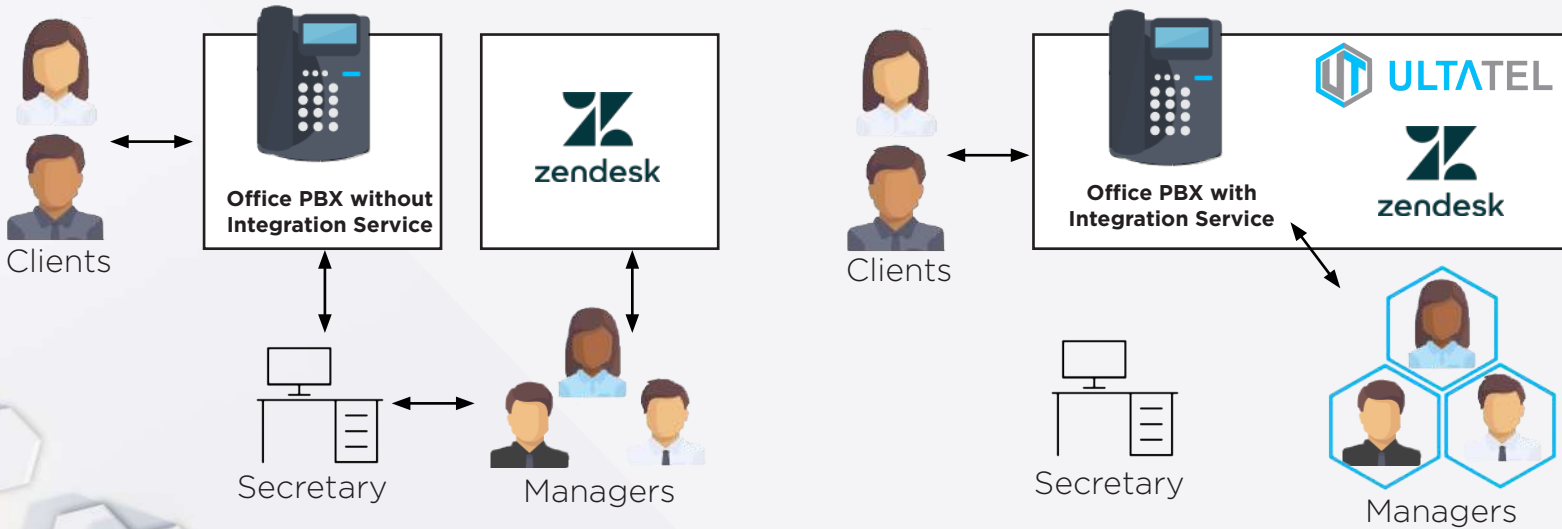 zendesk
Office PBX without
Integration Service
Clients
Secretary
Managers
ULTATEL
zendesk
Office PBX with
Integration Service
Clients
Secretary
Managers